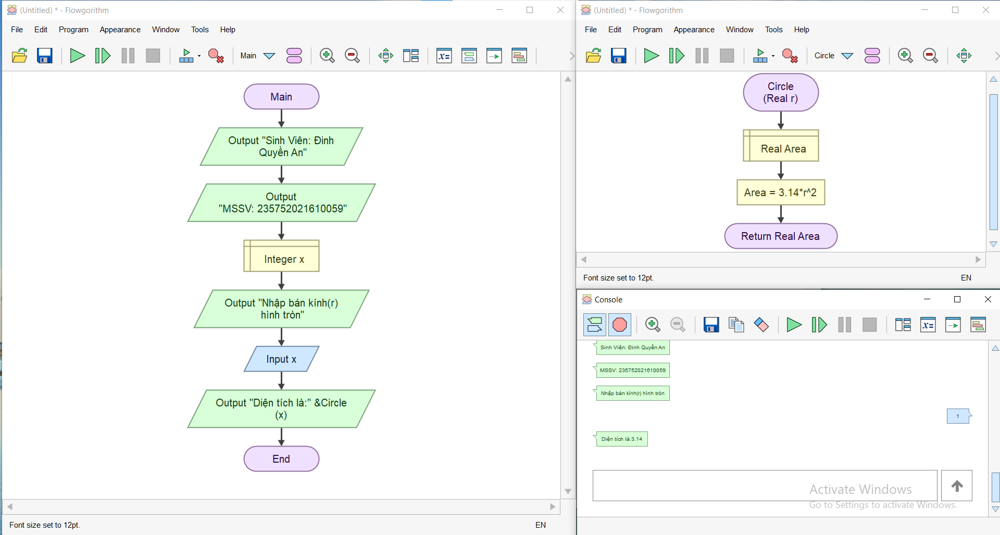 (Untitled) * - Flowgorithm
File Edit Program Appearance Window Tools Help
Main
Main
Output "Sinh Viên: Đinh
Quyền An"
Output
"MSSV: 235752021610059"
Integer x
Output "Nhập bán kính(r)
hình tròn"
Input x
Output "Diện tích là:" &Circle
(x)
End
Font size set to 12pt.
EN
(Untitled) * - Flowgorithm
File Edit Program Appearance Window Tools Help
Circle
Circle
(Real r)
Real Area
Area = 3.14*r^2
Return Real Area
Font size set to 12pt.
EN
Console
x=
Sinh Viên: Đinh Quyền An
MSSV: 235752021610059
Nhập bán kính(r) hình tròn
1
Diện tích là:3.14
Activate Windows
Go to Settings to activate Windows.